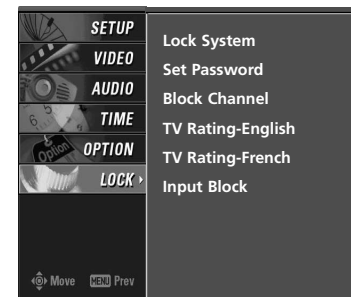 SETUP
VIDEO
AUDIO
TIME
Option OPTION
LOCK
Lock System
Set Password
Block Channel
TV Rating-English
TV Rating-French
Input Block
Move MENU Prev